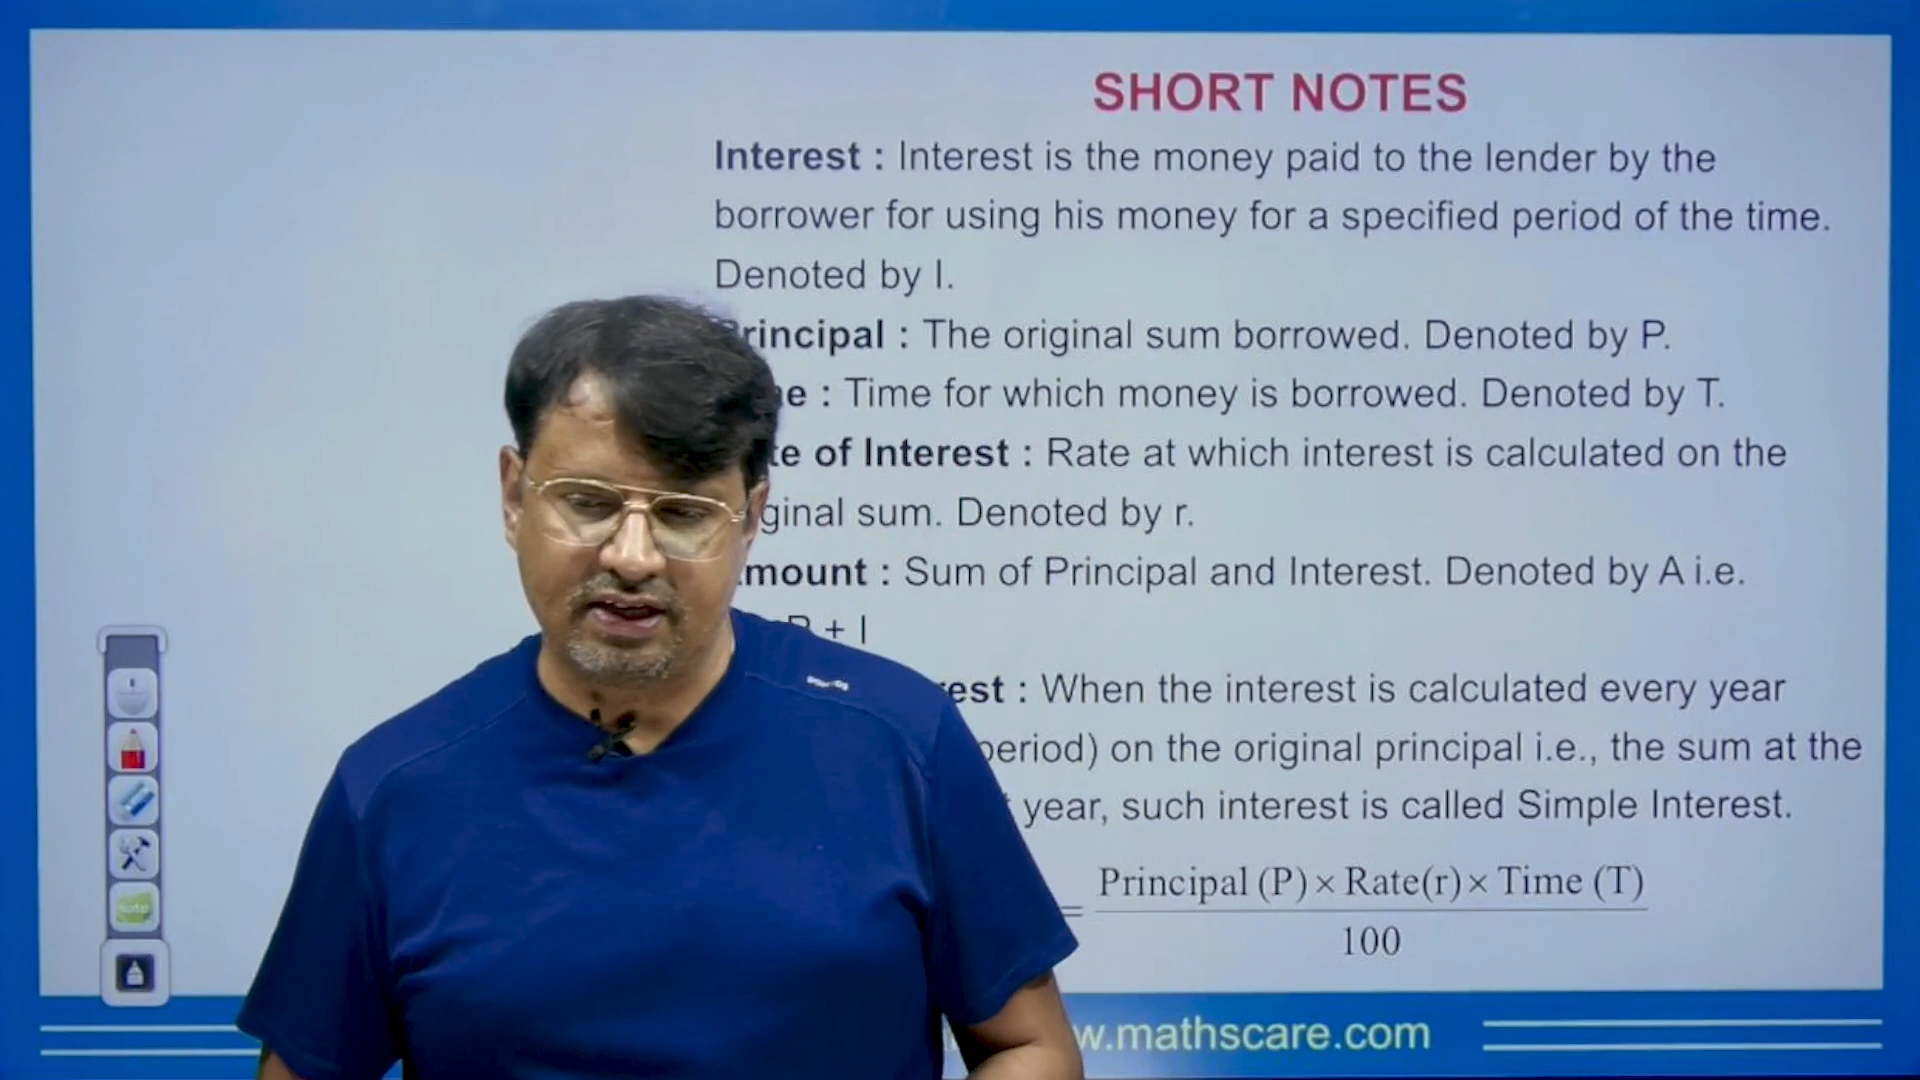 SHORT NOTES
Interest : Interest is the money paid to the lender by the
borrower for using his money for a specified period of the time.
Denoted by I.
Principal : The original sum borrowed. Denoted by P.
: Time for which money is borrowed. Denoted by T.
of Interest : Rate at which interest is calculated on the
sum. Denoted by r.
Amount : Sum of Principal and Interest. Denoted by A i.e.
P + I
: When the interest is calculated every year
period) on the original principal i.e., the sum at the
year, such interest is called Simple Interest.
= Principal (P) × Rate(r) × Time (T)
100
w.mathscare.com